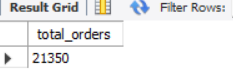 Result Grid Filter Rows:
total_orders
21350